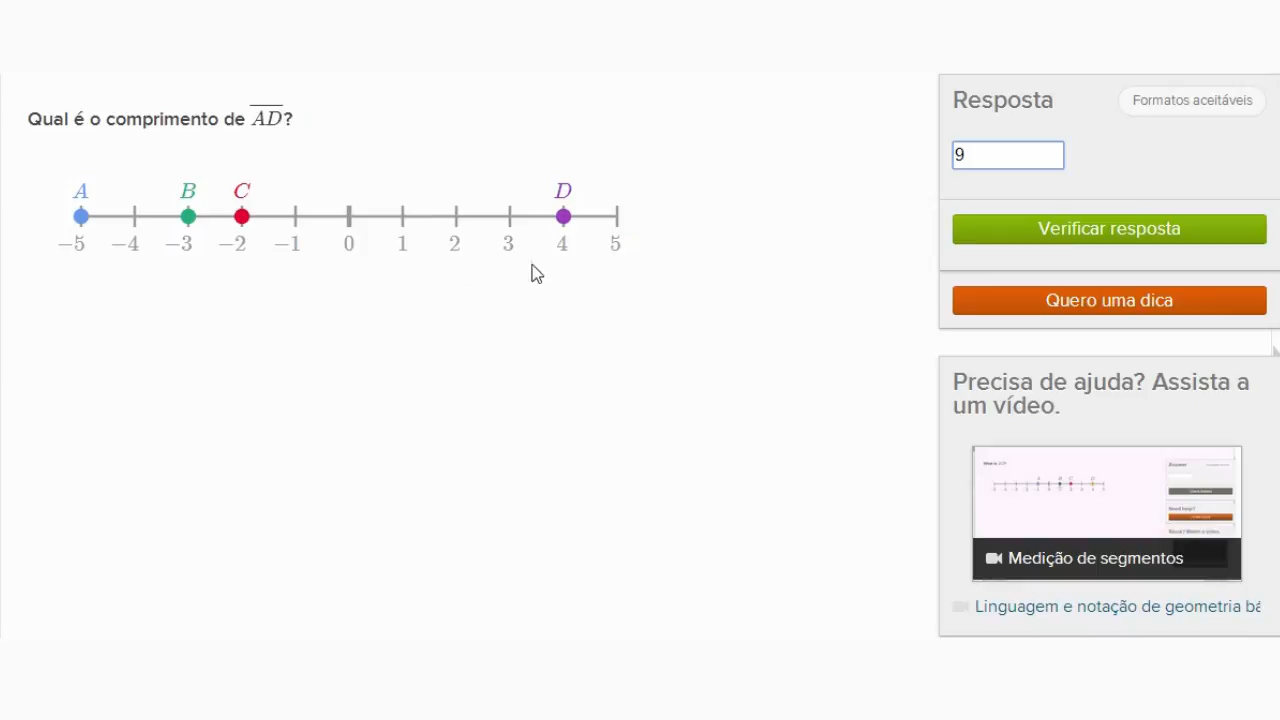 Qual é o comprimento de AD?
A B C D
−5 −4 −3 −2 −1 0 1 2 3 4 5
Resposta
Formatos aceitáveis
9
Verificar resposta
Quero uma dica
Precisa de ajuda? Assista a
um vídeo.
Medição de segmentos
Linguagem e notação de geometria bá